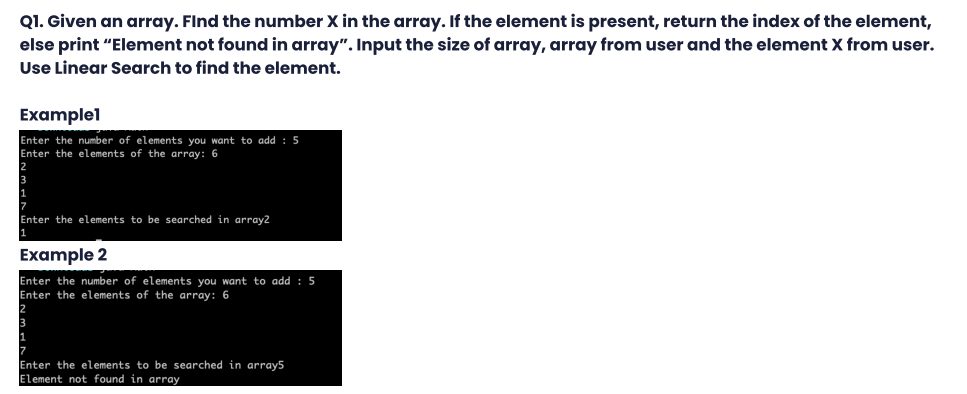 Q1. Given an array. FInd the number X in the array. If the element is present, return the index of the element,
else print “Element not found in array”. Input the size of array, array from user and the element X from user.
Use Linear Search to find the element.
Example1
Enter the number of elements you want to add : 5
Enter the elements of the array: 6
2
3
1
7
Enter the elements to be searched in array2
1
Example 2
Enter the number of elements you want to add : 5
Enter the elements of the array: 6
2
3
1
7
Enter the elements to be searched in array5
Element not found in array